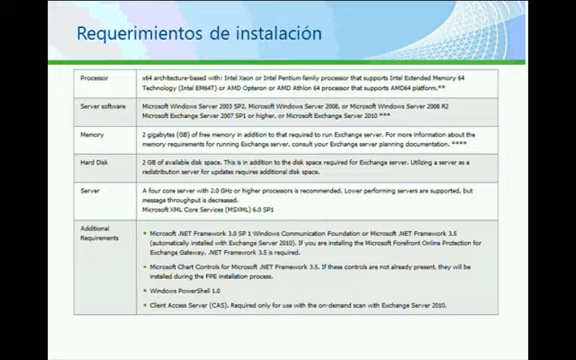 Requerimientos de instalación
Processor
x64 architecture-based with: Intel Xeon or Intel Pentium family processor that supports Intel Extended Memory 64
Technology (Intel EM64T) or AMD Opteron or AMD Athlon 64 processor that supports AMD64 platform.**
Server software
Microsoft Windows Server 2003 SP2, Microsoft Windows Server 2008, or Microsoft Windows Server 2008 R2
Microsoft Exchange Server 2007 SP1 or higher, or Microsoft Exchange Server 2010 ***
Memory
2 gigabytes (GB) of free memory in addition to that required to run Exchange server. For more information about the
memory requirements for running Exchange server, consult your Exchange server planning documentation. ****
Hard Disk
2 GB of available disk space. This is in addition to the disk space required for Exchange server. Utilizing a server as a
redistribution server for updates requires additional disk space.
Server
A four core server with 2.0 GHz or higher processors is recommended. Lower performing servers are supported, but
message throughput is decreased.
Microsoft XML Core Services (MSXML) 6.0 SP1
Additional
Requirements
• Microsoft .NET Framework 3.0 SP 1 Windows Communication Foundation or Microsoft .NET Framework 3.5
(automatically installed with Exchange Server 2010). If you are installing the Microsoft Forefront Online Protection for
Exchange Gateway, .NET Framework 3.5 is required.
• Microsoft Chart Controls for Microsoft .NET Framework 3.5. If these controls are not already present, they will be
installed during the FPE installation process.
• Windows PowerShell 1.0
• Client Access Server (CAS). Required only for use with the on-demand scan with Exchange Server 2010.